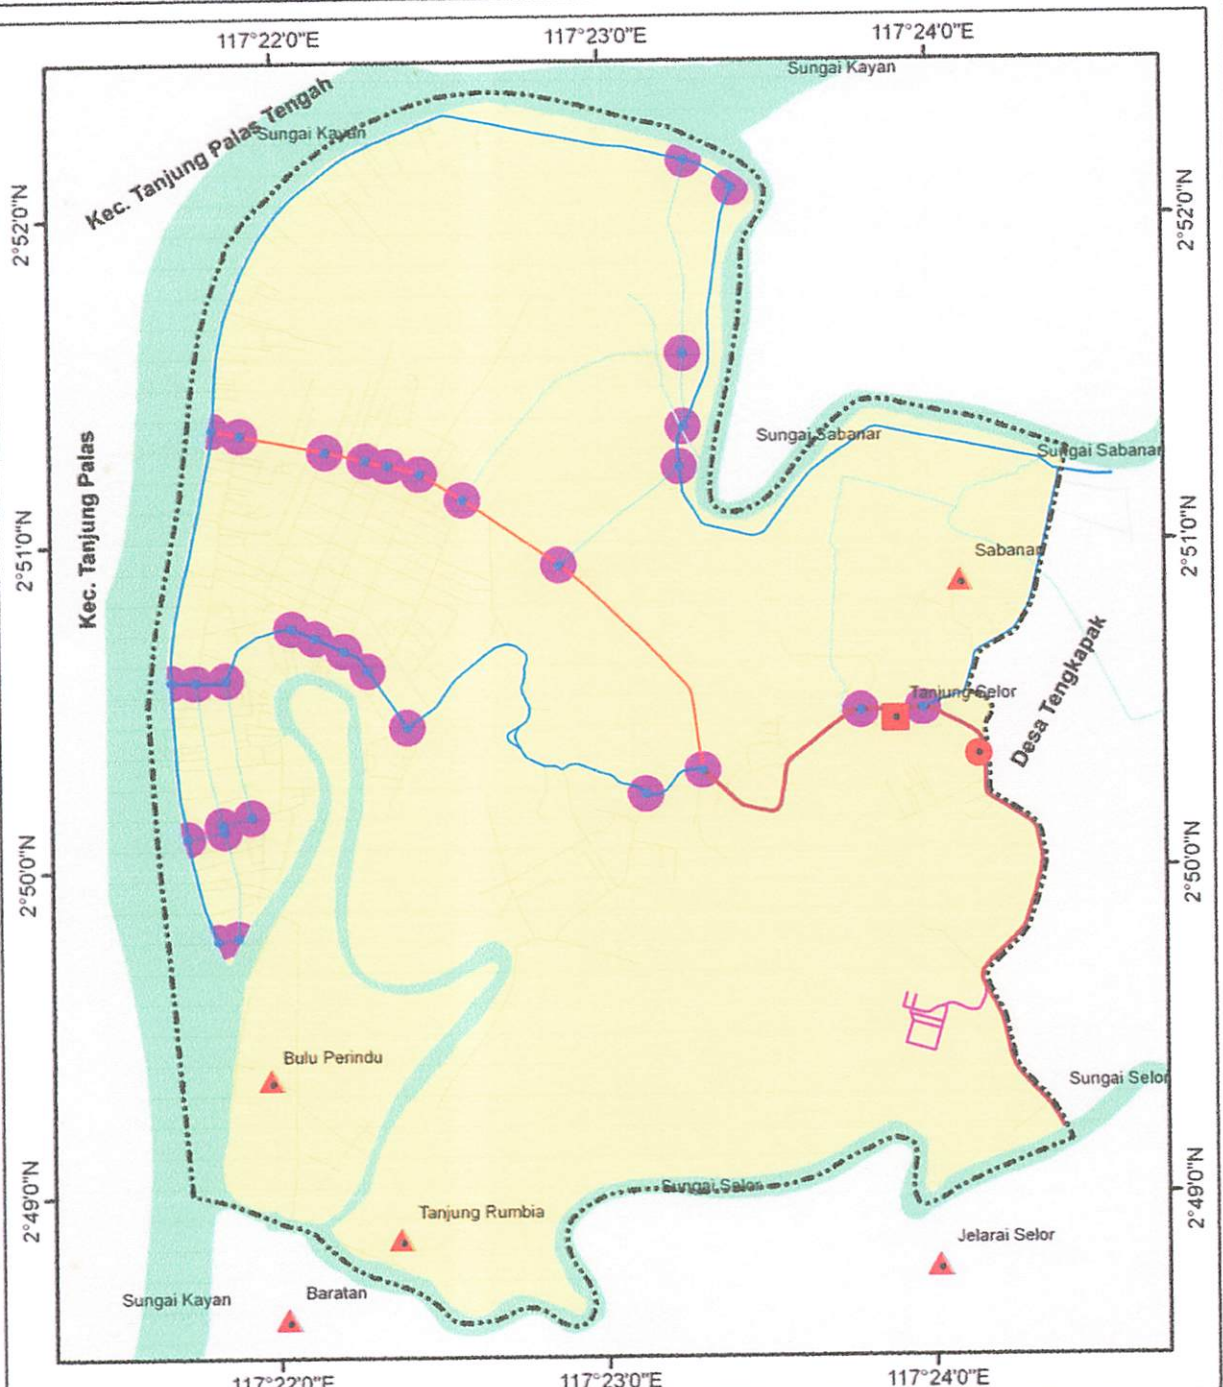 117°22'0"E
117°23'0"E
117°24'0"E
Sungai Kayan
Kec. Tanjung Palas Tengah
Sungai Kayan
2°52'0"N
2°52'0"N
Sungai Sabanar
Sungai Sabanar
Kec. Tanjung Palas
2°51'0"N
2°51'0"N
Sabanar
Tanjung Selor
Desa Tengkapak
2°50'0"N
2°50'0"N
Bulu Perindu
Sungai Selor
Sungai Selor
2°49'0"N
2°49'0"N
Tanjung Rumbia
Jelarai Selor
Baratan
Sungai Kayan
117°22'0"E
117°23'0"E
117°24'0"E